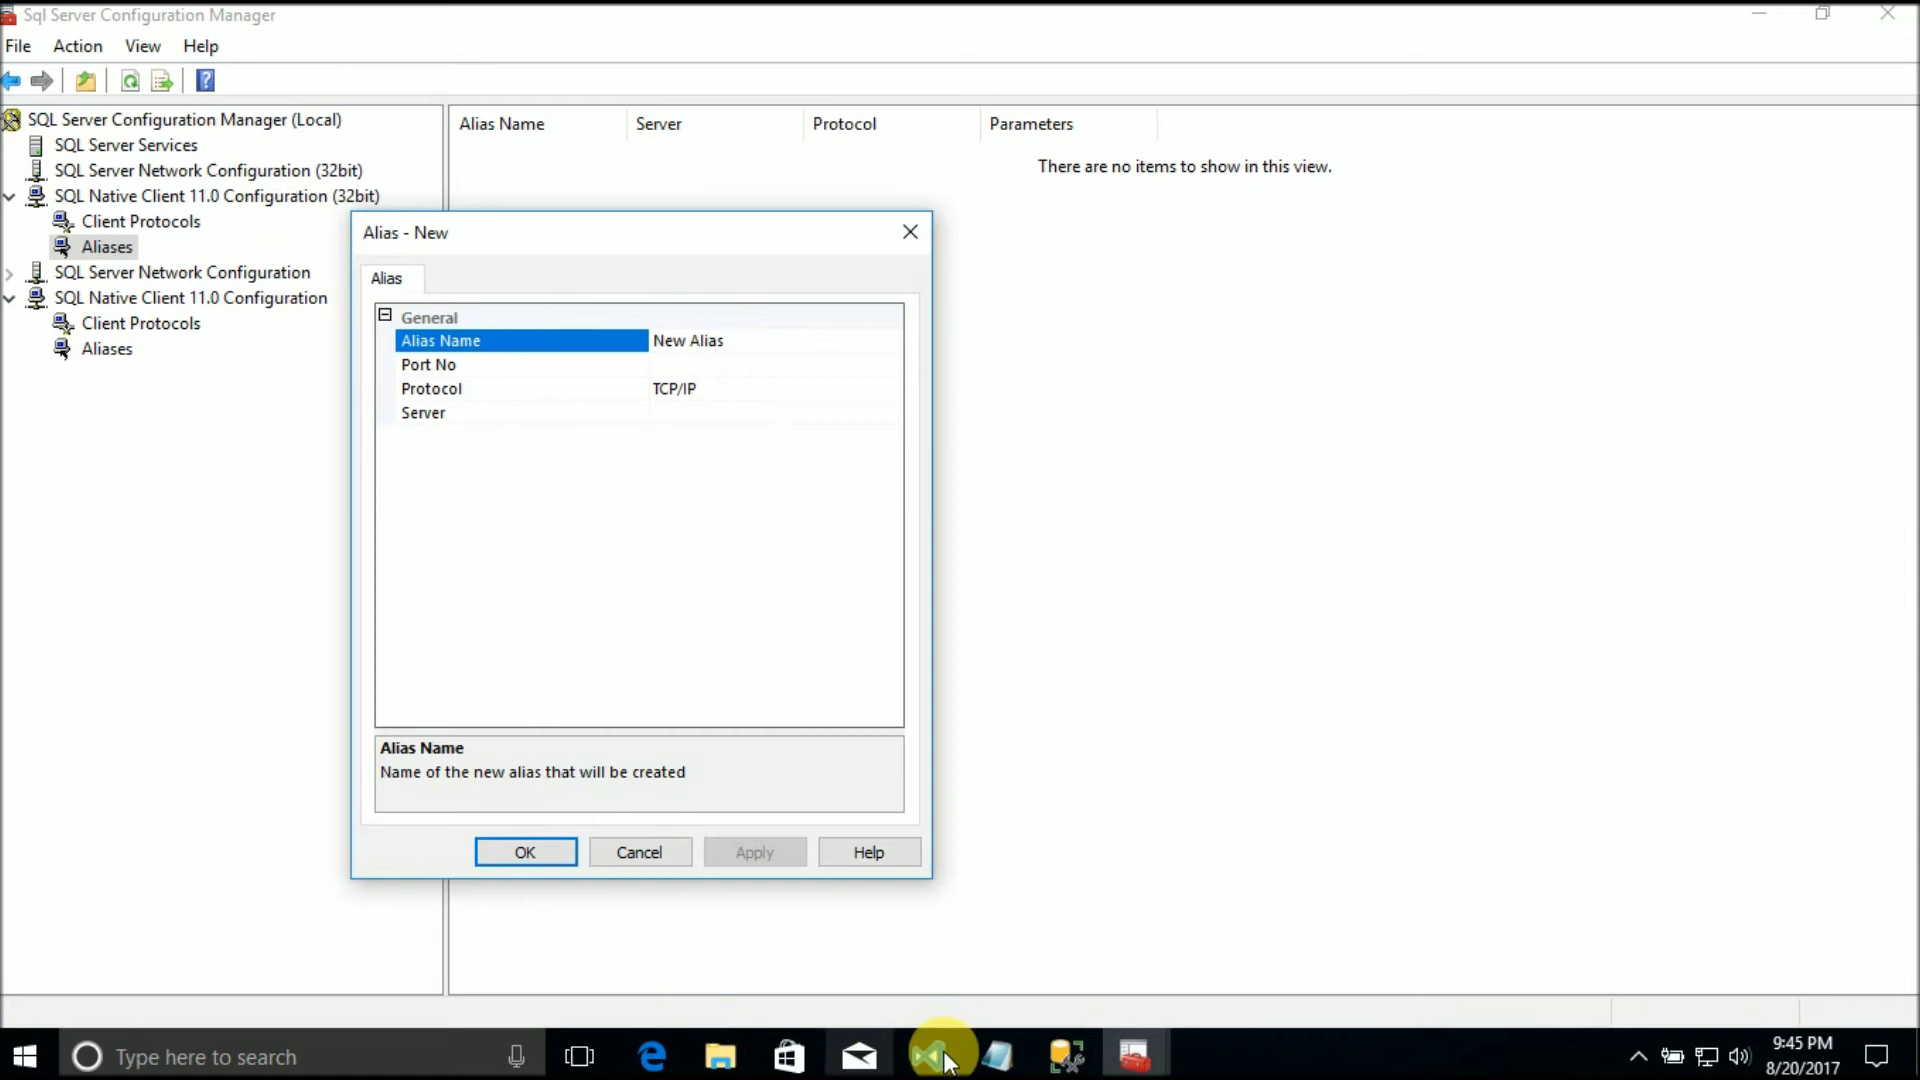 Sql Server Configuration Manager
File Action View Help
SQL Server Configuration Manager (Local)
SQL Server Services
SQL Server Network Configuration (32bit)
SQL Native Client 11.0 Configuration (32bit)
Client Protocols
Aliases
SQL Server Network Configuration
SQL Native Client 11.0 Configuration
Client Protocols
Aliases
Alias Name Server Protocol Parameters
There are no items to show in this view.
Alias - New
Alias
General
Alias Name New Alias
Port No
Protocol TCP/IP
Server
Alias Name
Name of the new alias that will be created
OK Cancel Apply Help
Type here to search
9:45 PM
8/20/2017